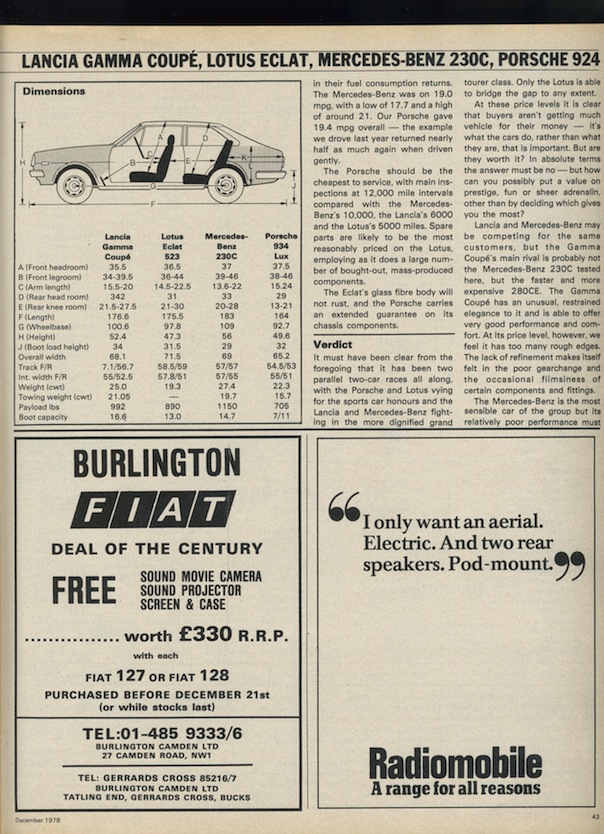 LANCIA GAMMA COUPÉ, LOTUS ECLAT, MERCEDES-BENZ 230C, PORSCHE 924
Dimensions
A
D
C
B
E
K
H
J
G
F
Lancia Lotus Mercedes- Porsche
Gamma Eclat Benz 934
Coupé 523 230C Lux
A (Front headroom) 35.5 36.5 37 37.5
B (Front legroom) 34-39.5 36-44 39-46 38-46
C (Arm length) 15.5-20 14.5-22.5 13.6-22 15.24
D (Rear head room) 342 31 33 29
E (Rear knee room) 21.5-27.5 21-30 20-28 13-21
F (Length) 176.6 175.5 183 164
G (Wheelbase) 100.6 97.8 109 92.7
H (Height) 52.4 47.3 56 49.6
J (Boot load height) 34 31.5 29 32
Overall width 68.1 71.5 69 65.2
Track F/R 7.1/56.7 58.5/59 57/57 54.5/53
Int. width F/R 55/52.5 57.8/51 57/55 55/51
Weight (cwt) 25.0 19.3 27.4 22.3
Towing weight (cwt) 21.05 — 19.7 15.7
Payload lbs 992 890 1150 705
Boot capacity 16.6 13.0 14.7 7/11
in their fuel consumption returns.
The Mercedes-Benz was on 19.0
mpg, with a low of 17.7 and a high
of around 21. Our Porsche gave
19.4 mpg overall — the example
we drove last year returned nearly
half as much again when driven
gently.
The Porsche should be the
cheapest to service, with main ins-
pections at 12,000 mile intervals
compared with the Mercedes-
Benz's 10,000, the Lancia's 6000
and the Lotus's 5000 miles. Spare
parts are likely to be the most
reasonably priced on the Lotus,
employing as it does a large num-
ber of bought-out, mass-produced
components.
The Eclat's glass fibre body will
not rust, and the Porsche carries
an extended guarantee on its
chassis components.
Verdict
It must have been clear from the
foregoing that it has been two
parallel two-car races all along,
with the Porsche and Lotus vying
for the sports car honours and the
Lancia and Mercedes-Benz fight-
ing in the more dignified grand
tourer class. Only the Lotus is able
to bridge the gap to any extent.
At these price levels it is clear
that buyers aren't getting much
vehicle for their money — it's
what the cars do, rather than what
they are, that is important. But are
they worth it? In absolute terms
the answer must be no — but how
can you possibly put a value on
prestige, fun or sheer adrenalin,
other than by deciding which gives
you the most?
Lancia and Mercedes-Benz may
be competing for the same
customers, but the Gamma
Coupé's main rival is probably not
the Mercedes-Benz 230C tested
here, but the faster and more
expensive 280CE. The Gamma
Coupé has an unusual, restrained
elegance to it and is able to offer
very good performance and com-
fort. At its price level, however, we
feel it has too many rough edges.
The lack of refinement makes itself
felt in the poor gearchange and
the occasional flimsiness of
certain components and fittings.
The Mercedes-Benz is the most
sensible car of the group but its
relatively poor performance must
BURLINGTON
FIAT
DEAL OF THE CENTURY
FREE
SOUND MOVIE CAMERA
SOUND PROJECTOR
SCREEN & CASE
................ worth £330 R.R.P.
with each
FIAT 127 OR FIAT 128
PURCHASED BEFORE DECEMBER 21st
(or while stocks last)
TEL:01-485 9333/6
BURLINGTON CAMDEN LTD
27 CAMDEN ROAD, NW1
TEL: GERRARDS CROSS 85216/7
BURLINGTON CAMDEN LTD
TATLING END, GERRARDS CROSS, BUCKS
“I only want an aerial.
Electric. And two rear
speakers. Pod-mount.”
Radiomobile
A range for all reasons
December 1978
43